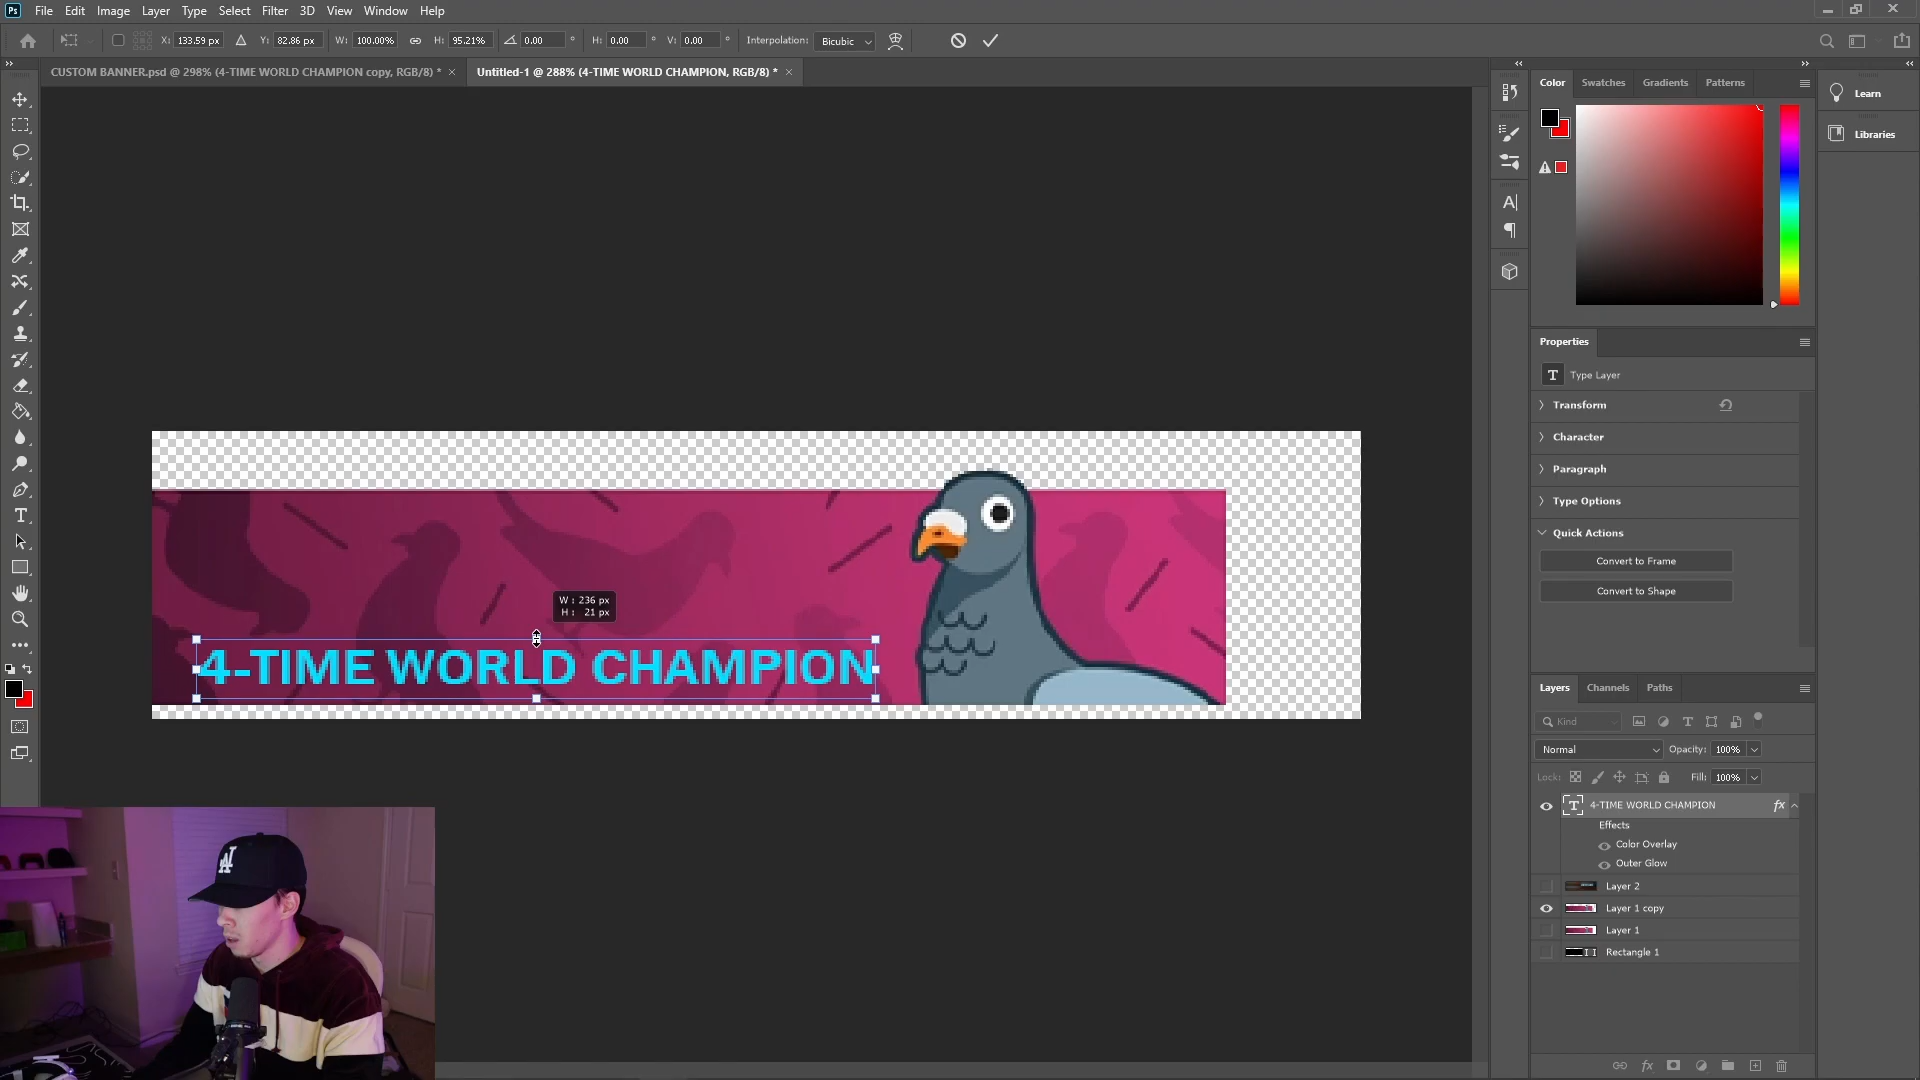 Ps File Edit Image Layer Type Select Filter 3D View Window Help
X: 133.59 px Y: 82.86 px W: 100.00% H: 95.21% 0.00 ° H: 0.00 ° V: 0.00 ° Interpolation: Bicubic
CUSTOM BANNER.psd @ 298% (4-TIME WORLD CHAMPION copy, RGB/8) * ×
Untitled-1 @ 288% (4-TIME WORLD CHAMPION, RGB/8) * ×
Color Swatches Gradients Patterns
Learn
Libraries
Properties
T Type Layer
Transform
Character
Paragraph
Type Options
Quick Actions
Convert to Frame
Convert to Shape
W : 236 px
H : 21 px
4-TIME WORLD CHAMPION
Layers Channels Paths
Kind
Normal Opacity: 100%
Lock: Fill: 100%
T 4-TIME WORLD CHAMPION fx
Effects
Color Overlay
Outer Glow
Layer 2
Layer 1 copy
Layer 1
Rectangle 1
fx
LA